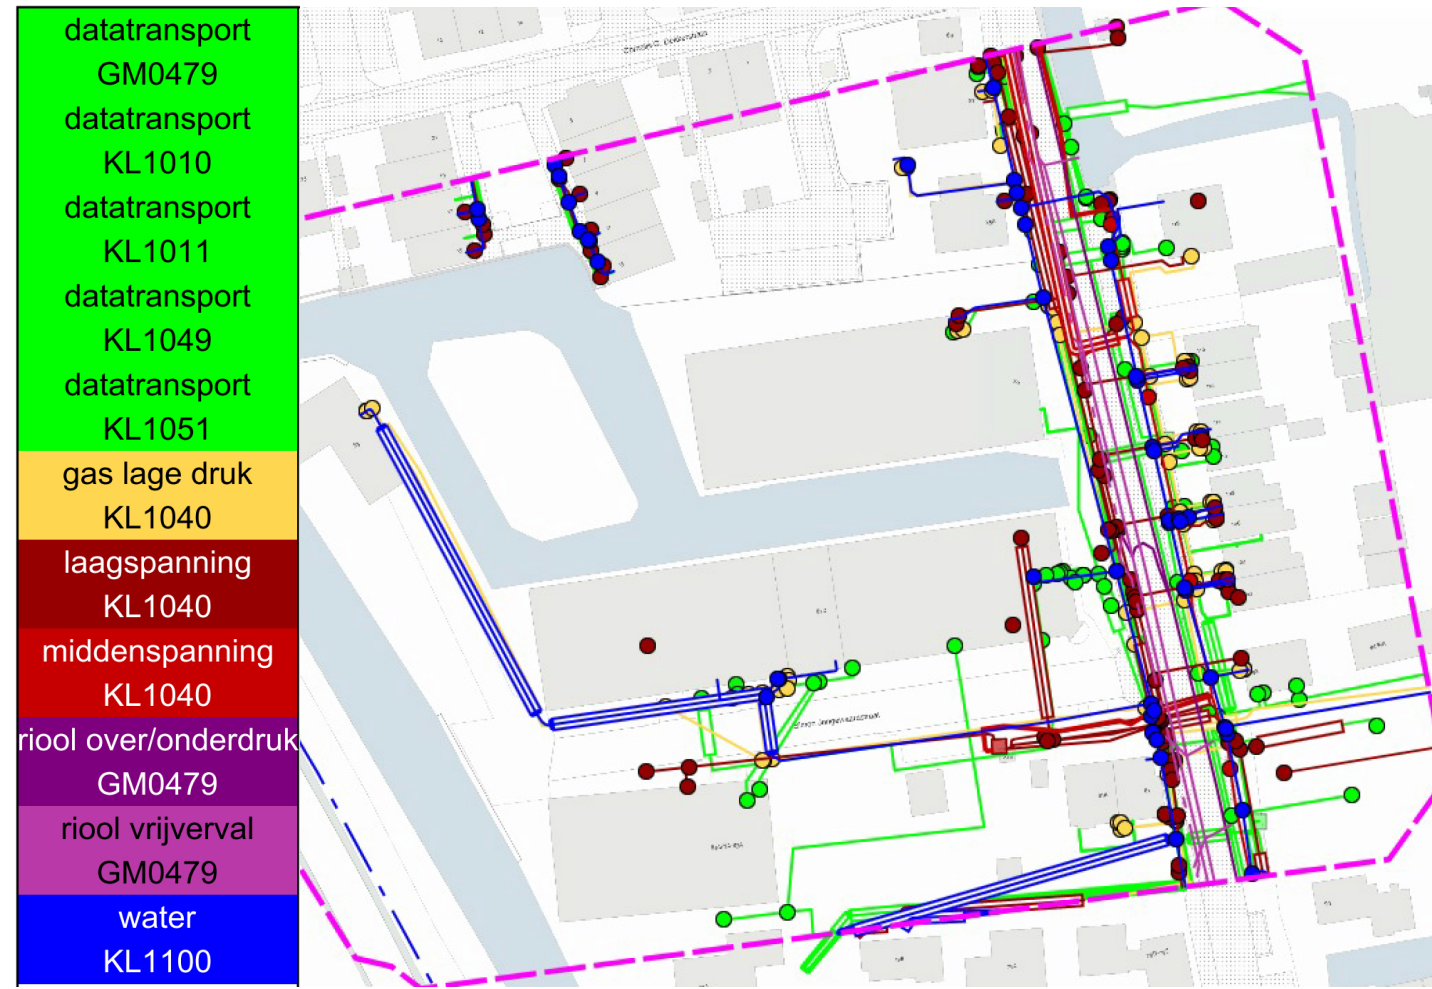 datatransport
GM0479
datatransport
KL1010
datatransport
KL1011
datatransport
KL1049
datatransport
KL1051
gas lage druk
KL1040
laagspanning
KL1040
middenspanning
KL1040
riool over/onderdruk
GM0479
riool vrijverval
GM0479
water
KL1100